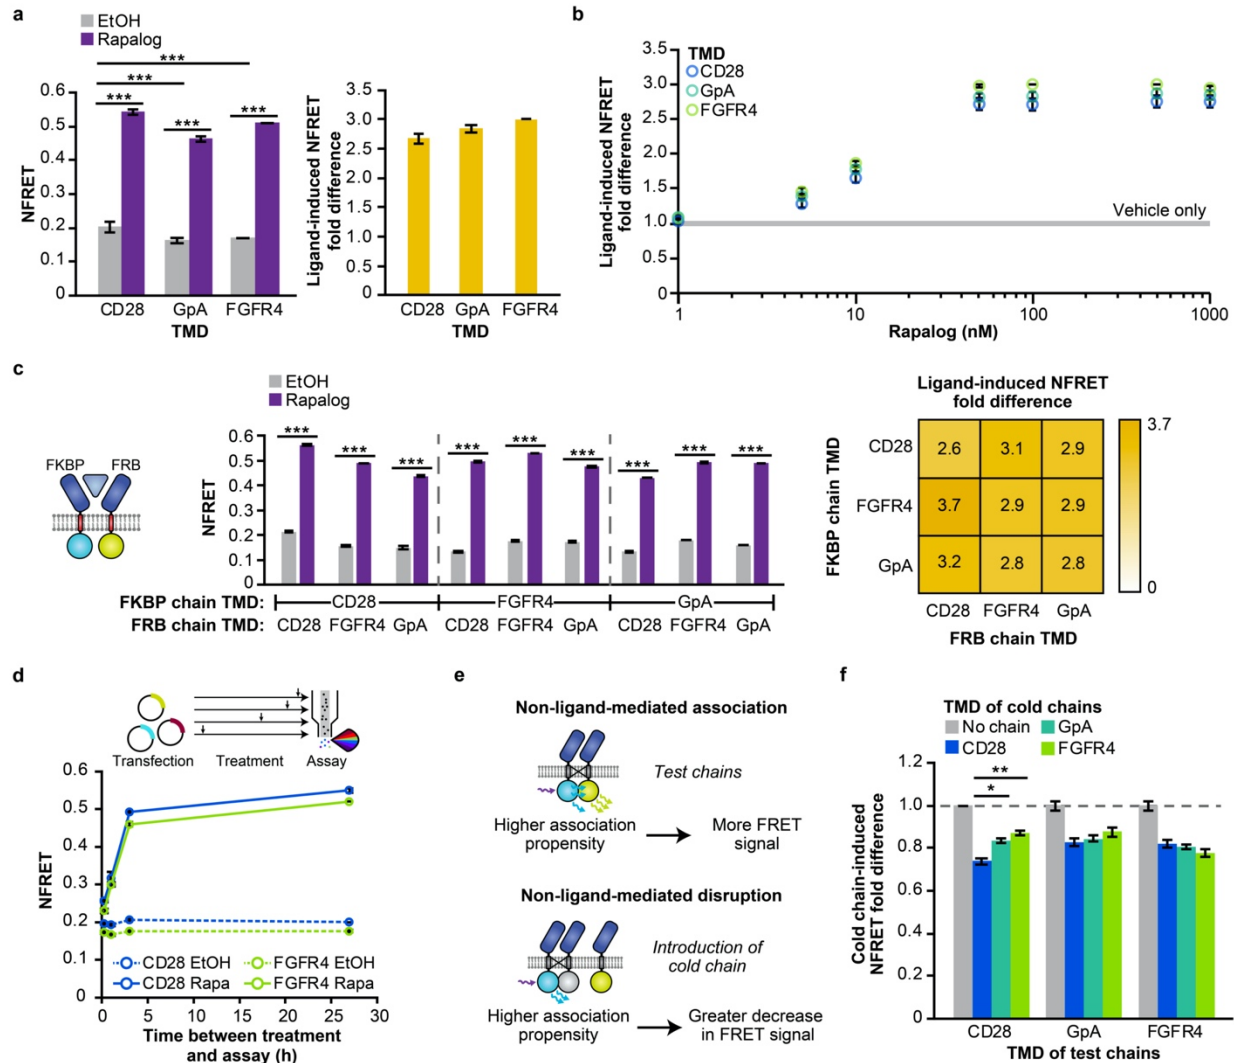 a
EtOH
Rapalog
***
***
***
***
***
NFRET
0.6
0.5
0.4
0.3
0.2
0.1
0
CD28
GpA
FGFR4
TMD
Ligand-induced NFRET
fold difference
3.5
3.0
2.5
2.0
1.5
1.0
0.5
0
CD28
GpA
FGFR4
TMD
b
Ligand-induced NFRET
fold difference
3.5
3.0
2.5
2.0
1.5
1.0
0
TMD
CD28
GpA
FGFR4
Vehicle only
1
10
100
1000
Rapalog (nM)
c
FKBP
FRB
EtOH
Rapalog
NFRET
0.6
0.5
0.4
0.3
0.2
0.1
0
***
***
***
***
***
***
***
***
***
FKBP chain TMD:
CD28
FGFR4
GpA
FRB chain TMD:
CD28 FGFR4 GpA
CD28 FGFR4 GpA
CD28 FGFR4 GpA
Ligand-induced NFRET
fold difference
FKBP chain TMD
CD28
2.6
3.1
2.9
FGFR4
3.7
2.9
2.9
GpA
3.2
2.8
2.8
CD28
FGFR4
GpA
FRB chain TMD
3.7
0
d
Transfection
Treatment
Assay
NFRET
0.6
0.5
0.4
0.3
0.2
0.1
0
CD28 EtOH
FGFR4 EtOH
CD28 Rapa
FGFR4 Rapa
0
5
10
15
20
25
30
Time between treatment
and assay (h)
e
Non-ligand-mediated association
Test chains
Higher association
propensity
More FRET
signal
Non-ligand-mediated disruption
Introduction of
cold chain
Higher association
propensity
Greater decrease
in FRET signal
f
TMD of cold chains
No chain
GpA
CD28
FGFR4
Cold chain-induced
NFRET fold difference
1.2
1.0
0.8
0.6
0.4
0.2
0
**
*
CD28
GpA
FGFR4
TMD of test chains